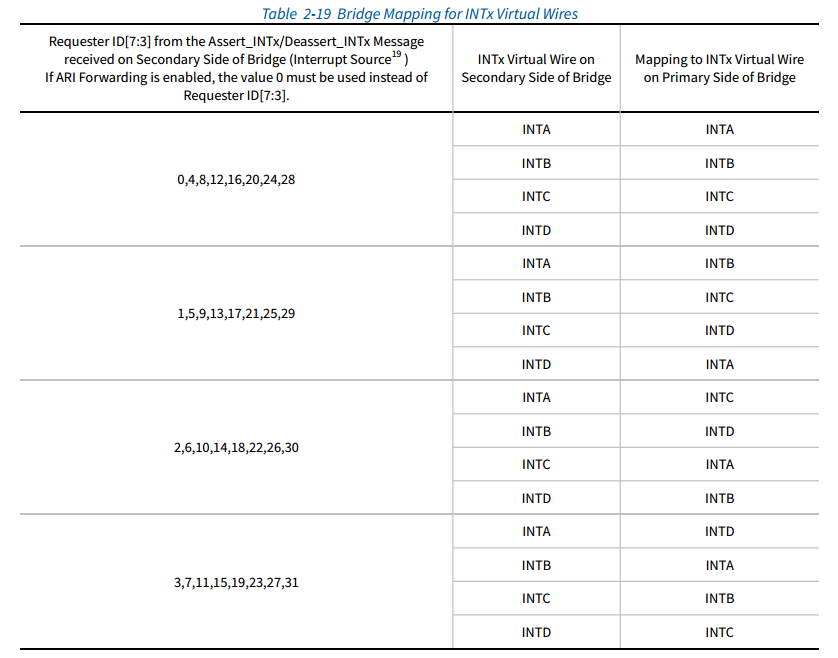 Table 2-19 Bridge Mapping for INTx Virtual Wires
Requester ID[7:3] from the Assert_INTx/Deassert_INTx Message
received on Secondary Side of Bridge (Interrupt Source19 )
If ARI Forwarding is enabled, the value 0 must be used instead of
Requester ID[7:3].
INTx Virtual Wire on
Secondary Side of Bridge
Mapping to INTx Virtual Wire
on Primary Side of Bridge
0,4,8,12,16,20,24,28
INTA INTA
INTB INTB
INTC INTC
INTD INTD
1,5,9,13,17,21,25,29
INTA INTB
INTB INTC
INTC INTD
INTD INTA
2,6,10,14,18,22,26,30
INTA INTC
INTB INTD
INTC INTA
INTD INTB
3,7,11,15,19,23,27,31
INTA INTD
INTB INTA
INTC INTB
INTD INTC